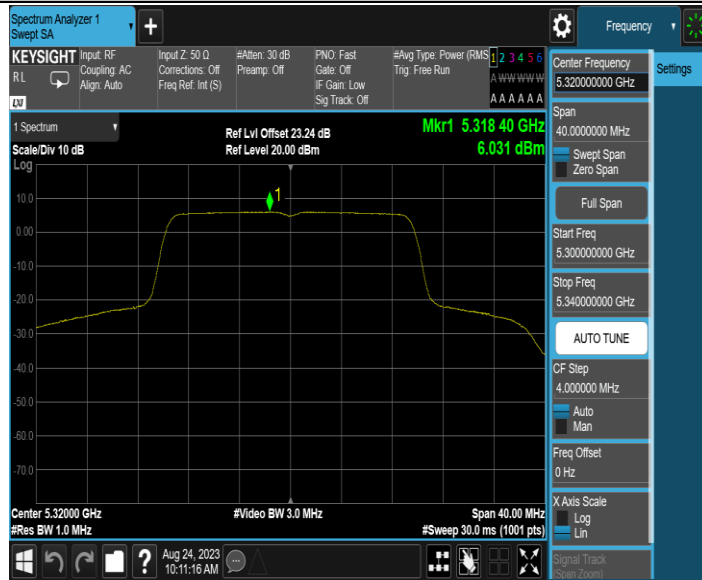 Spectrum Analyzer 1
Swept SA
+
Frequency
KEYSIGHT
RL
LXI
Input: RF
Coupling: AC
Align: Auto
Input Z: 50 Ω
Corrections: Off
Freq Ref: Int (S)
#Atten: 30 dB
Preamp: Off
PNO: Fast
Gate: Off
IF Gain: Low
Sig Track: Off
#Avg Type: Power (RMS
Trig: Free Run
1 2 3 4 5 6
A W W W W W
A A A A A A
1 Spectrum
Scale/Div 10 dB
Ref Lvl Offset 23.24 dB
Ref Level 20.00 dBm
Mkr1 5.318 40 GHz
6.031 dBm
Log
1
10.0
0.00
-10.0
-20.0
-30.0
-40.0
-50.0
-60.0
-70.0
Center 5.32000 GHz
#Res BW 1.0 MHz
#Video BW 3.0 MHz
Span 40.00 MHz
#Sweep 30.0 ms (1001 pts)
Center Frequency
5.320000000 GHz
Settings
Span
40.0000000 MHz
Swept Span
Zero Span
Full Span
Start Freq
5.300000000 GHz
Stop Freq
5.340000000 GHz
AUTO TUNE
CF Step
4.000000 MHz
Auto
Man
Freq Offset
0 Hz
X Axis Scale
Log
Lin
Signal Track
(Span Zoom)
?
Aug 24, 2023
10:11:16 AM